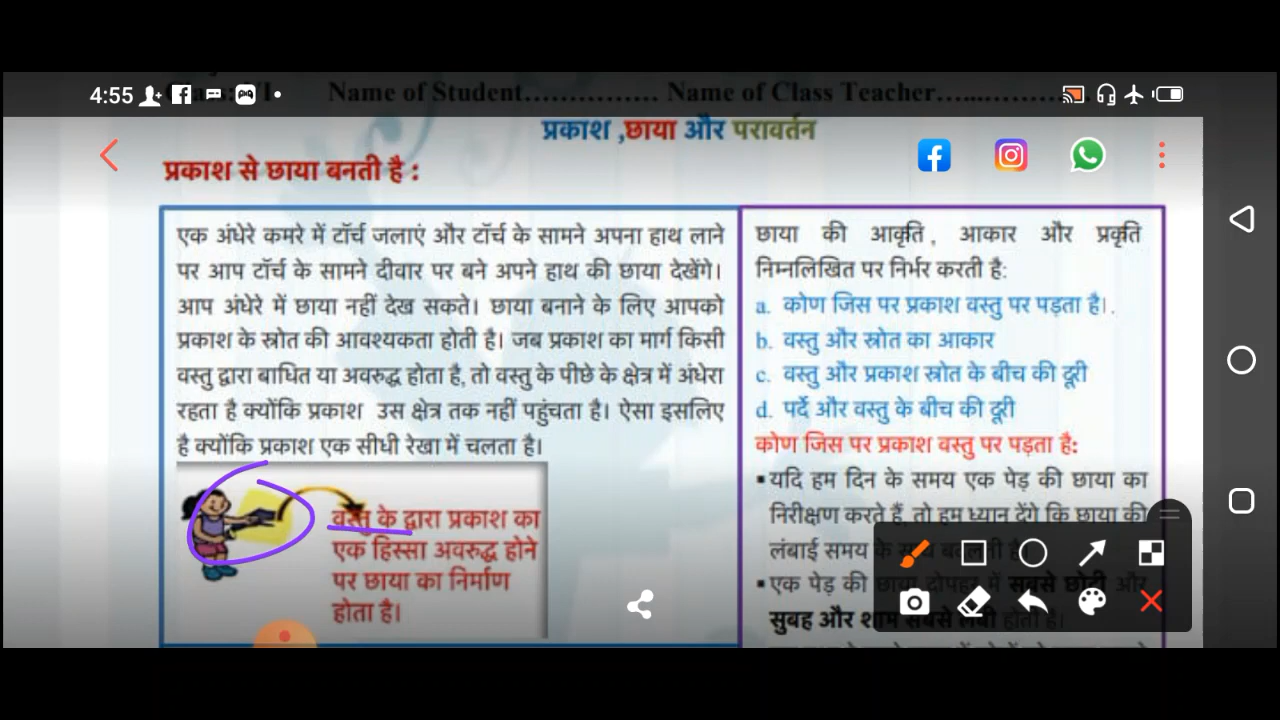 4:55
Name of Student.............. Name of Class Teacher..............
प्रकाश ,छाया और परावर्तन
प्रकाश से छाया बनती है :
एक अंधेरे कमरे में टॉर्च जलाएं और टॉर्च के सामने अपना हाथ लाने
पर आप टॉर्च के सामने दीवार पर बने अपने हाथ की छाया देखेंगे।
आप अंधेरे में छाया नहीं देख सकते। छाया बनाने के लिए आपको
प्रकाश के स्रोत की आवश्यकता होती है। जब प्रकाश का मार्ग किसी
वस्तु द्वारा बाधित या अवरुद्ध होता है, तो वस्तु के पीछे के क्षेत्र में अंधेरा
रहता है क्योंकि प्रकाश उस क्षेत्र तक नहीं पहुंचता है। ऐसा इसलिए
है क्योंकि प्रकाश एक सीधी रेखा में चलता है।
वस्तु के द्वारा प्रकाश का
एक हिस्सा अवरुद्ध होने
पर छाया का निर्माण
होता है।
छाया की आकृति , आकार और प्रकृति
निम्नलिखित पर निर्भर करती है:
a. कोण जिस पर प्रकाश वस्तु पर पड़ता है। .
b. वस्तु और स्रोत का आकार
c. वस्तु और प्रकाश स्रोत के बीच की दूरी
d. पर्दे और वस्तु के बीच की दूरी
कोण जिस पर प्रकाश वस्तु पर पड़ता है:
▪यदि हम दिन के समय एक पेड़ की छाया का
निरीक्षण करते हैं, तो हम ध्यान देंगे कि छाया की
लंबाई समय के साथ बदलती है।
▪एक पेड़ की छाया दोपहर में सबसे छोटी और
सुबह और शाम सबसे लंबी होती है।